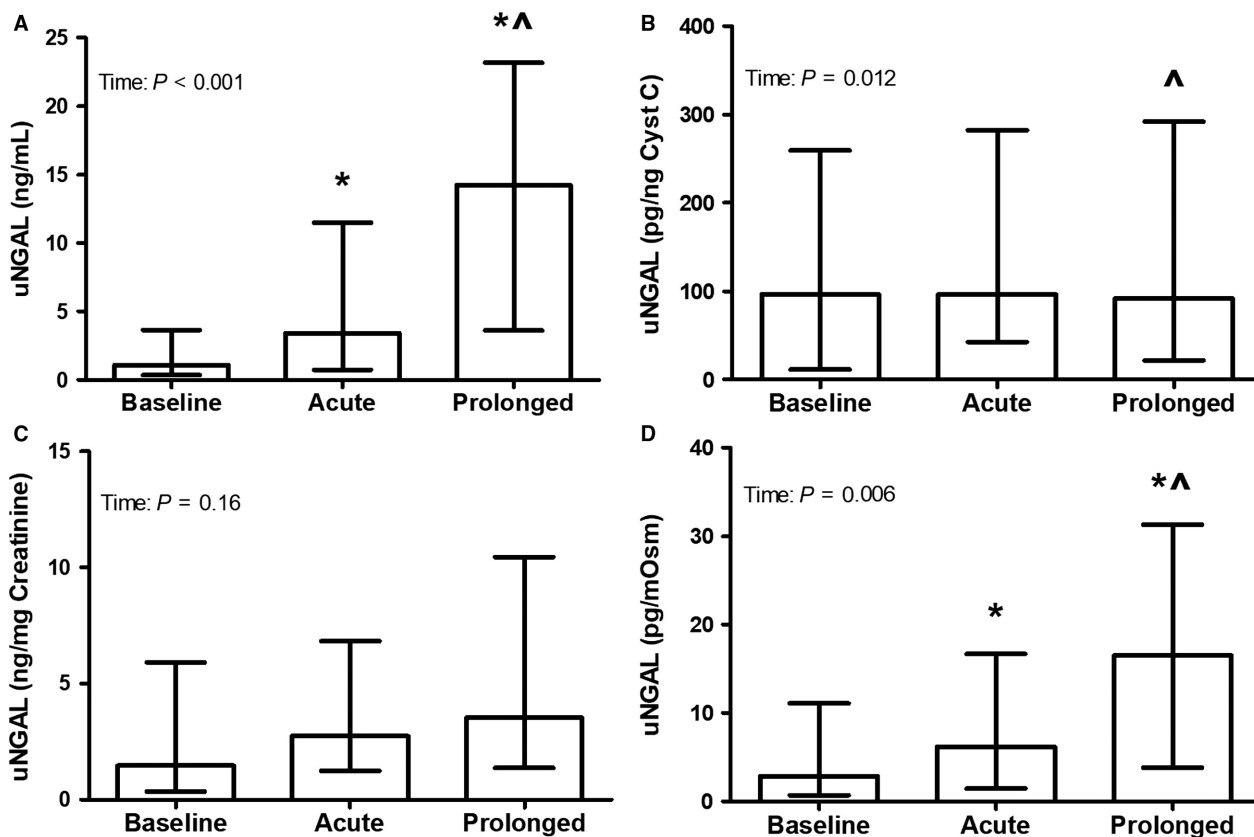 A
*^
uNGAL (ng/mL)
25
20
15
10
5
0
Time: P < 0.001
*
Baseline Acute Prolonged
B
^
uNGAL (pg/ng Cyst C)
400
300
200
100
0
Time: P = 0.012
Baseline Acute Prolonged
C
uNGAL (ng/mg Creatinine)
15
10
5
0
Time: P = 0.16
Baseline Acute Prolonged
D
*^
uNGAL (pg/mOsm)
40
30
20
10
0
Time: P = 0.006
*
Baseline Acute Prolonged